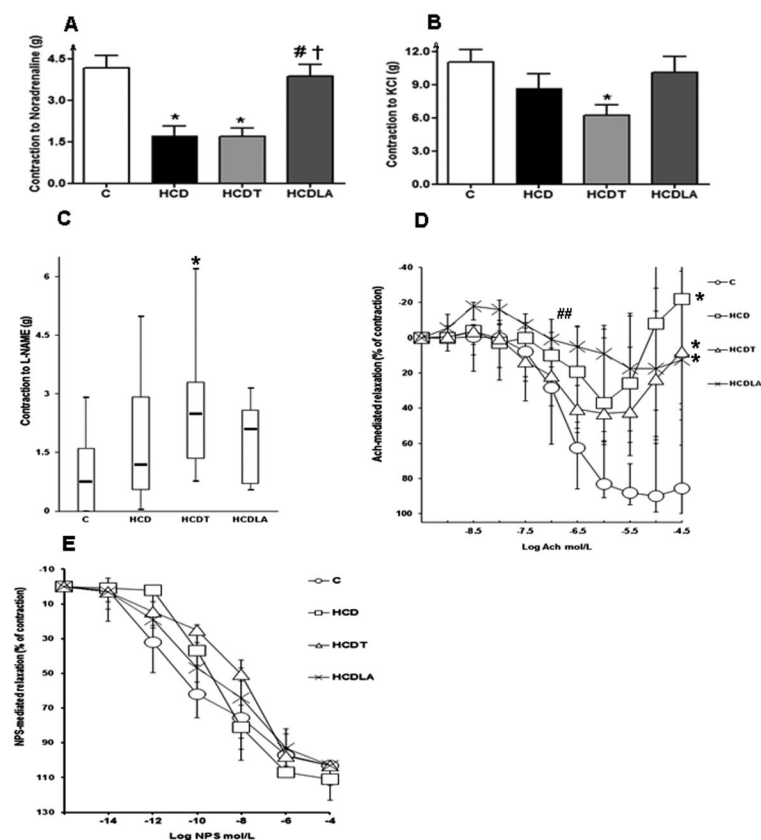 A
Contraction to Noradrenaline (g)
4.5
3.0
1.5
0.0
*
*
# †
C HCD HCDT HCDLA
B
Contraction to KCl (g)
12.0
9.0
6.0
3.0
0.0
*
C HCD HCDT HCDLA
C
Contraction to L-NAME (g)
6
3
1.5
0
*
C HCD HCDT HCDLA
D
Ach-mediated relaxation (% of contraction)
-40
-20
0
20
40
60
80
100
##
*
*
*
-8.5 -7.5 -6.5 -5.5 -4.5
Log Ach mol/L
C
HCD
HCDT
HCDLA
E
NPS-mediated relaxation (% of contraction)
-10
10
30
50
70
90
110
130
-14 -12 -10 -8 -6 -4
Log NPS mol/L
C
HCD
HCDT
HCDLA